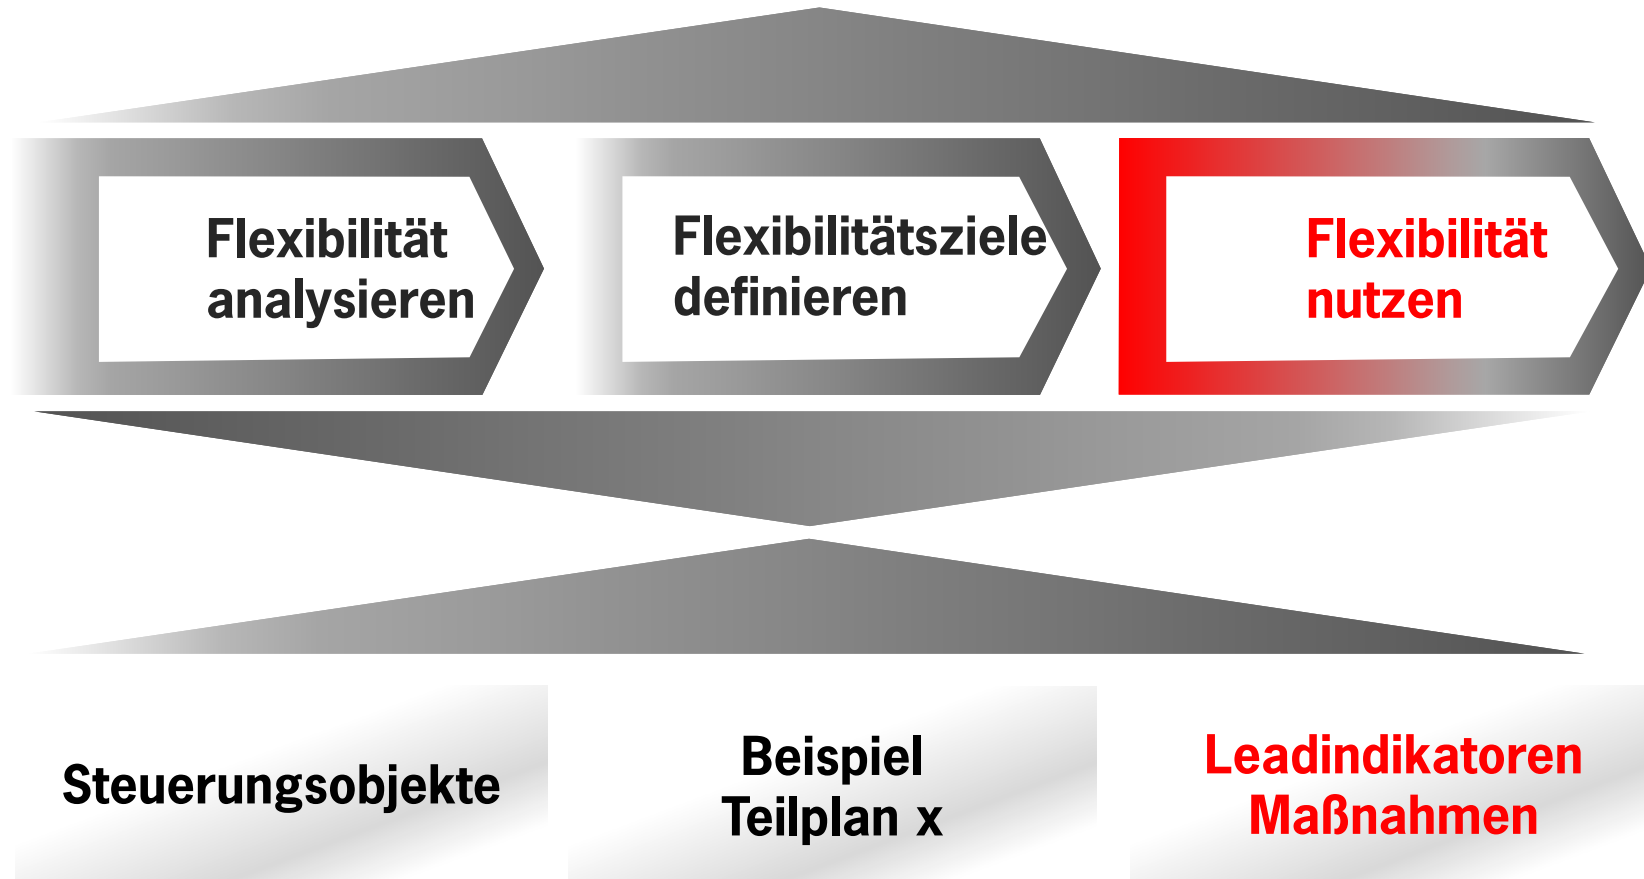 Flexibilität
analysieren
Flexibilitätsziele
definieren
Flexibilität
nutzen
Steuerungsobjekte
Beispiel
Teilplan x
Leadindikatoren
Maßnahmen